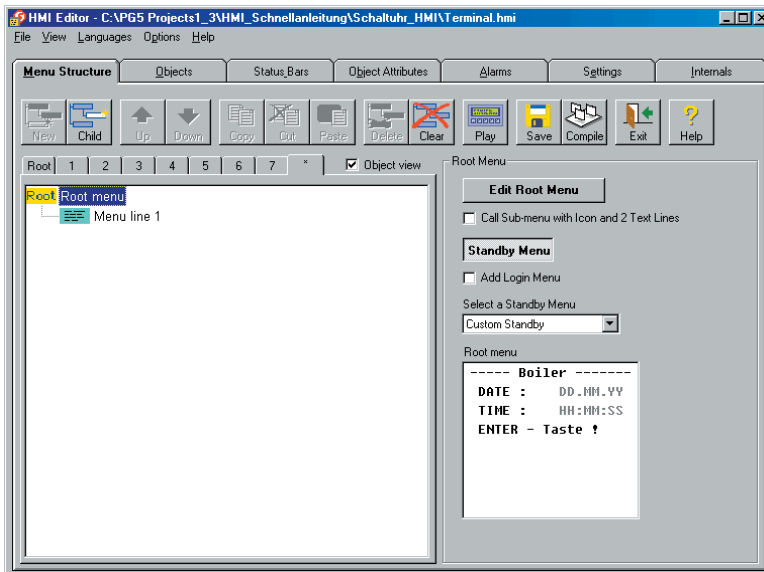 HMI Editor - C:\PG5 Projects1_3\HMI_Schnellanleitung\Schaltuhr_HMI\Terminal.hmi
File View Languages Options Help
Menu Structure Objects Status_Bars Object Attributes Alarms Settings Internals
New Child Up Down Copy Cut Paste Delete Clear Play Save Compile Exit Help
Root 1 2 3 4 5 6 7 * Object view
Root Root menu
Menu line 1
Root Menu
Edit Root Menu
Call Sub-menu with Icon and 2 Text Lines
Standby Menu
Add Login Menu
Select a Standby Menu
Custom Standby
Root menu
----- Boiler -------
DATE : DD.MM.YY
TIME : HH:MM:SS
ENTER - Taste !